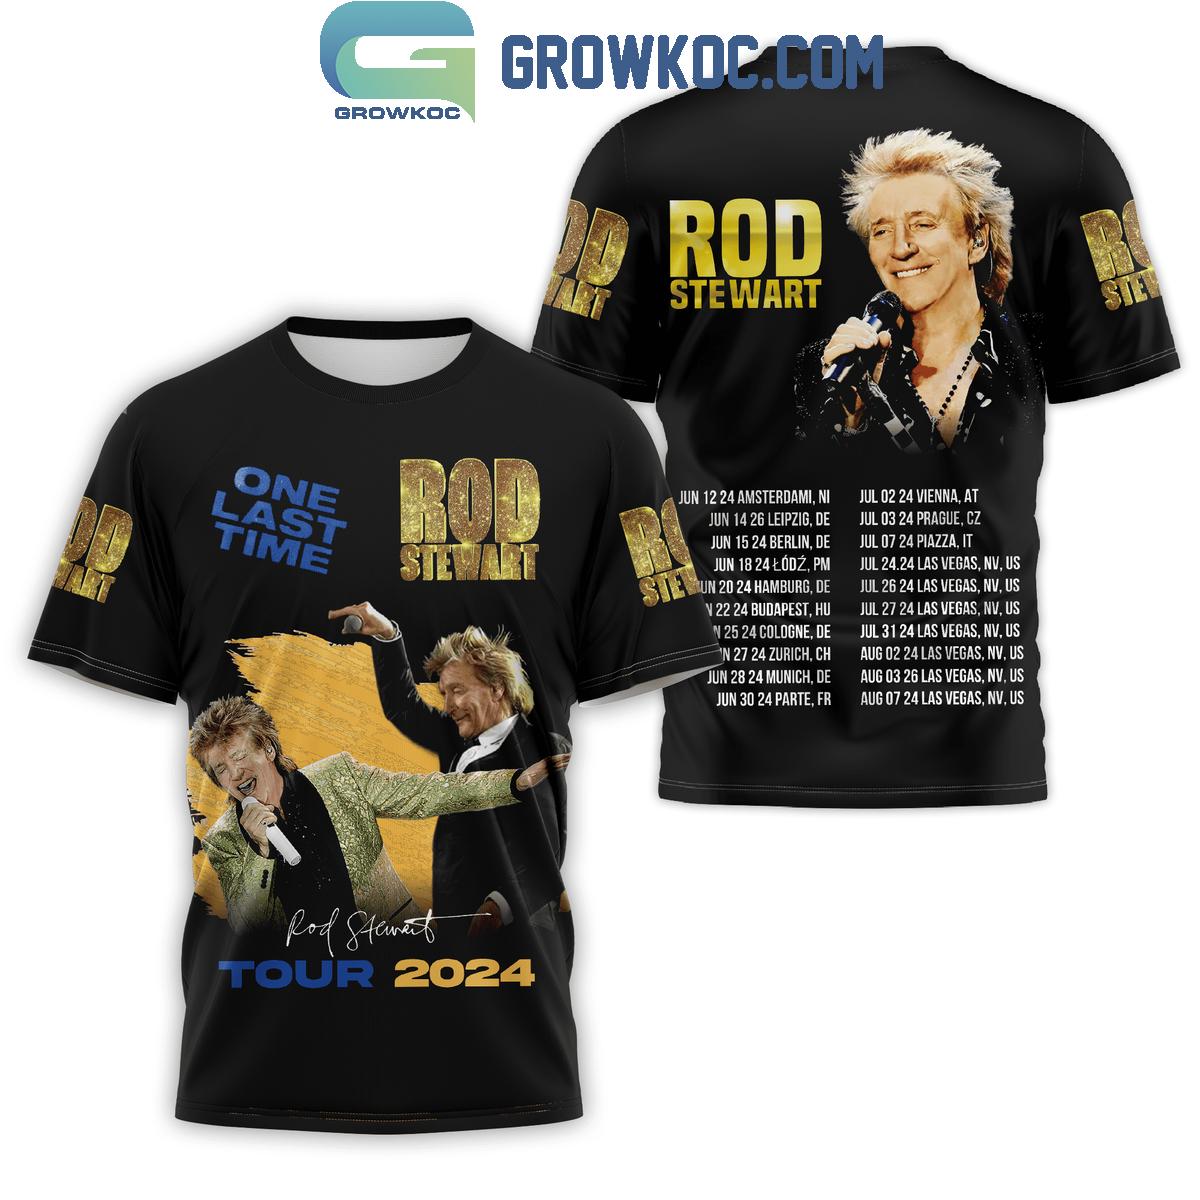 GROWKOC
GROWKOC.COM
ROD
STEWART
ROD
STEWART
JUN 12 24 AMSTERDAMI, NI
JUN 14 26 LEIPZIG, DE
JUN 15 24 BERLIN, DE
JUN 18 24 ŁÓDŹ, PM
UN 20 24 HAMBURG, DE
N 22 24 BUDAPEST, HU
N 25 24 COLOGNE, DE
N 27 24 ZURICH, CH
JUN 28 24 MUNICH, DE
JUN 30 24 PARTE, FR
JUL 02 24 VIENNA, AT
JUL 03 24 PRAGUE, CZ
JUL 07 24 PIAZZA, IT
JUL 24.24 LAS VEGAS, NV, US
JUL 26 24 LAS VEGAS, NV, US
JUL 27 24 LAS VEGAS, NV, US
JUL 31 24 LAS VEGAS, NV, US
AUG 02 24 LAS VEGAS, NV, US
AUG 03 26 LAS VEGAS, NV, US
AUG 07 24 LAS VEGAS, NV, US
ONE
LAST
TIME
ROD
STEWART
Rod Stewart
TOUR 2024